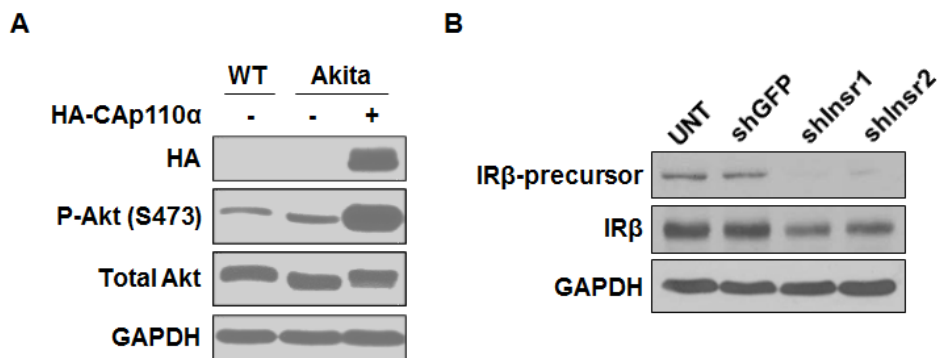 A
WT Akita
HA-CAp110α - - +
HA
P-Akt (S473)
Total Akt
GAPDH
B
UNT shGFP shInsr1 shInsr2
IRβ-precursor
IRβ
GAPDH